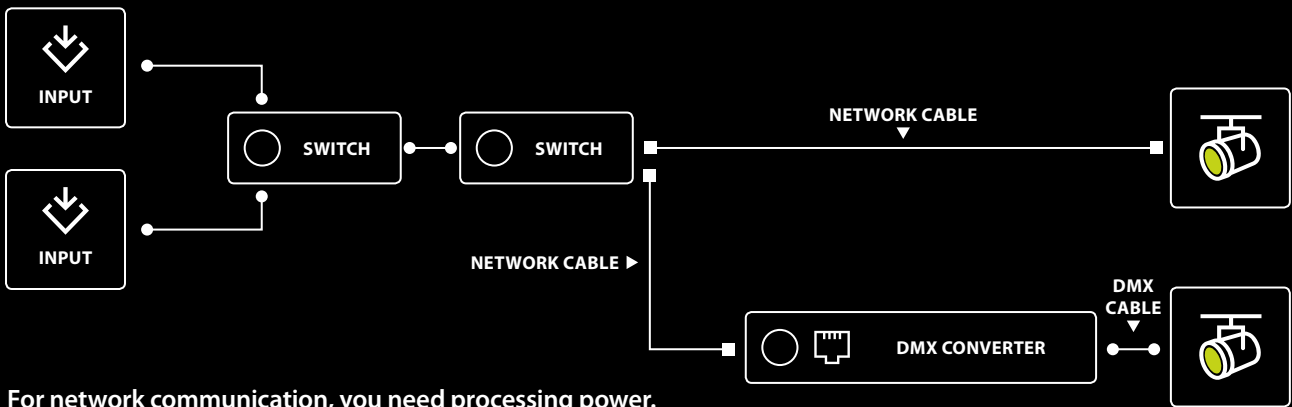 INPUT
SWITCH
SWITCH
NETWORK CABLE
INPUT
NETWORK CABLE
DMX
CABLE
DMX CONVERTER
For network communication, you need processing power.